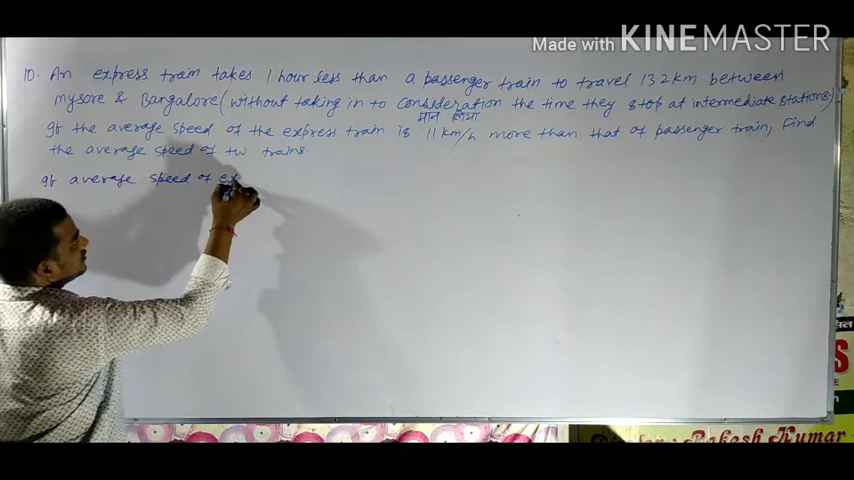 Made with KINEMASTER
10. An express train takes 1 hour less than a passenger train to travel 132 km between
mysore & Bangalore (without taking in to consideration the time they stop at intermediate stations)
मान लिया
If the average speed of the express train is 11 km/h more than that of passenger train, Find
the average speed of tw trains.
If average speed of ex
Rakesh Kumar